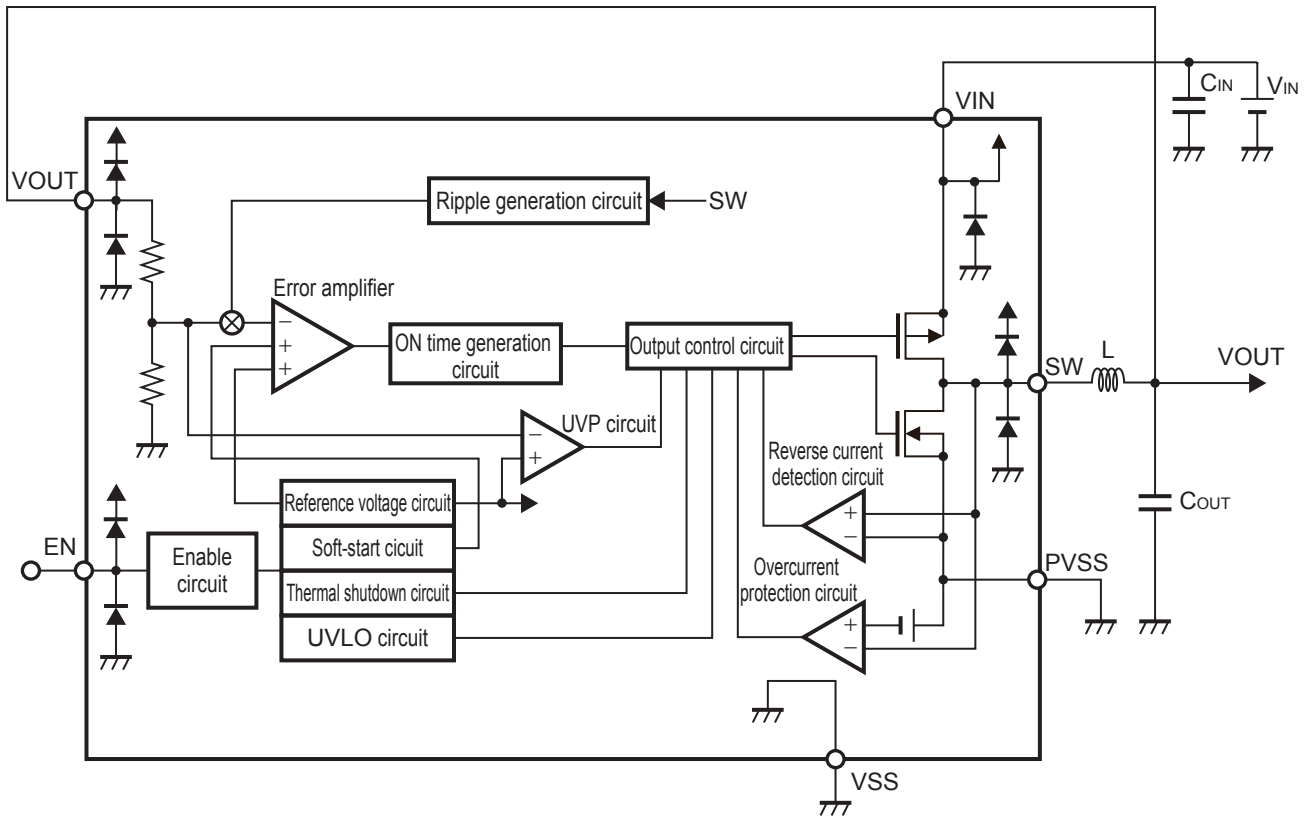 VIN
CIN
VIN
VOUT
Ripple generation circuit
SW
Error amplifier
−
+
+
ON time generation
circuit
Output control circuit
SW
L
VOUT
UVP circuit
−
+
Reverse current
detection circuit
+
−
Reference voltage circuit
Soft-start cicuit
Thermal shutdown circuit
UVLO circuit
EN
Enable
circuit
COUT
Overcurrent
protection circuit
+
−
PVSS
VSS